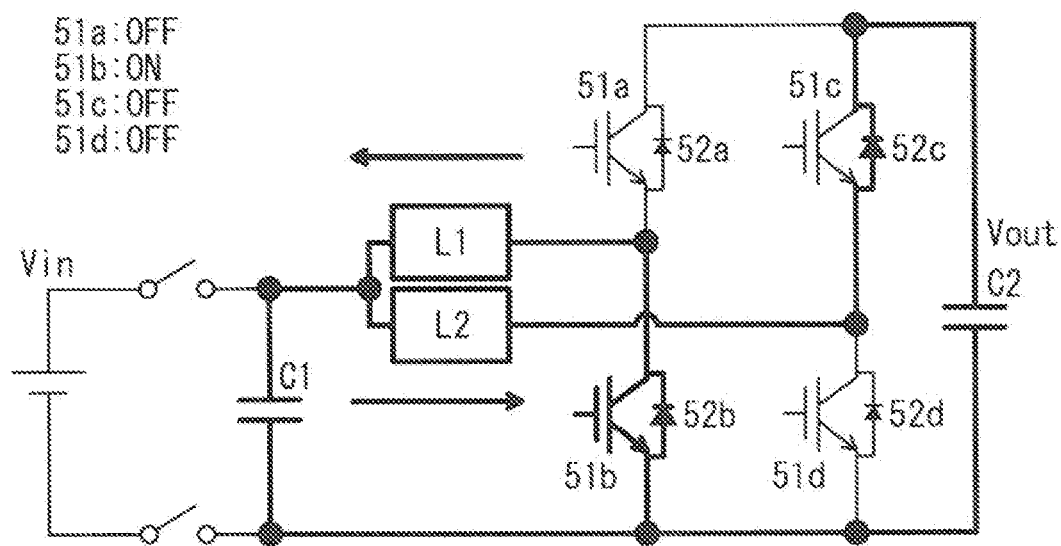 51a:OFF
51b:ON
51c:OFF
51d:OFF
51a
51c
52a
52c
L1
Vin
Vout
L2
C2
C1
52b
52d
51b
51d